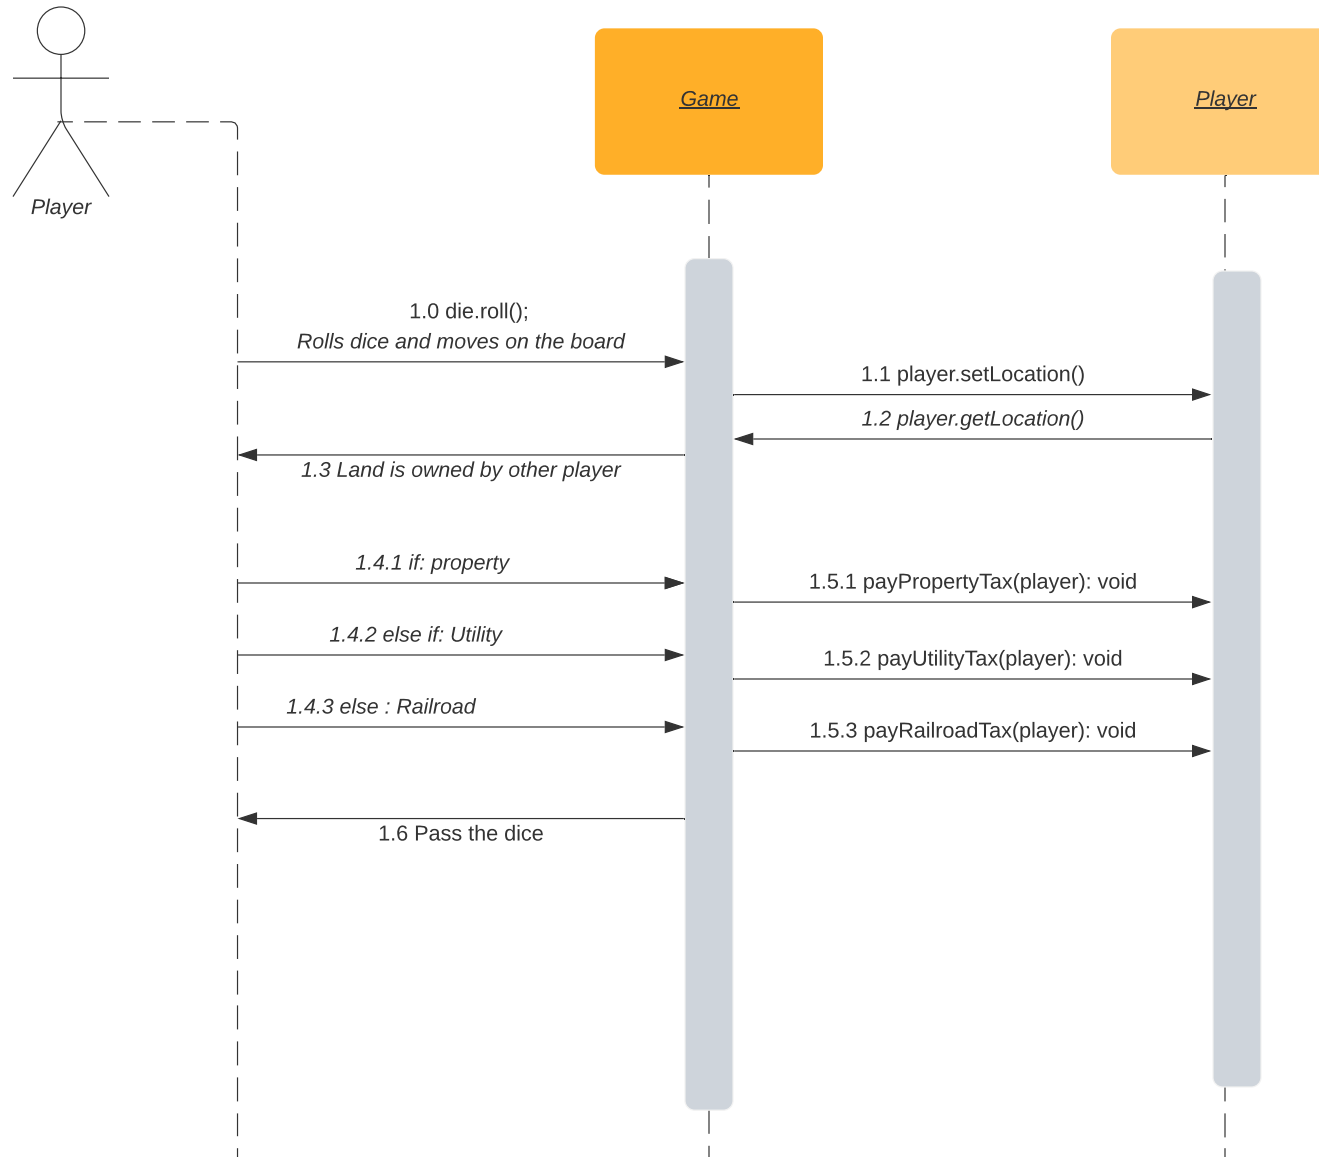 Player
Game
Player
1.0 die.roll();
Rolls dice and moves on the board
1.1 player.setLocation()
1.2 player.getLocation()
1.3 Land is owned by other player
1.4.1 if: property
1.5.1 payPropertyTax(player): void
1.4.2 else if: Utility
1.5.2 payUtilityTax(player): void
1.4.3 else : Railroad
1.5.3 payRailroadTax(player): void
1.6 Pass the dice